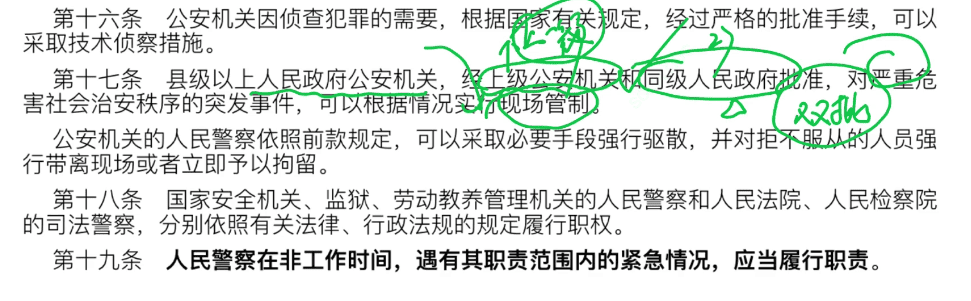 第十六条 公安机关因侦查犯罪的需要，根据国家有关规定，经过严格的批准手续，可以
采取技术侦察措施。
上一级
2)
第十七条 县级以上人民政府公安机关，经上级公安机关和同级人民政府批准，对严重危
害社会治安秩序的突发事件，可以根据情况实行现场管制。
双批
公安机关的人民警察依照前款规定，可以采取必要手段强行驱散，并对拒不服从的人员强
行带离现场或者立即予以拘留。
第十八条 国家安全机关、监狱、劳动教养管理机关的人民警察和人民法院、人民检察院
的司法警察，分别依照有关法律、行政法规的规定履行职权。
第十九条 人民警察在非工作时间，遇有其职责范围内的紧急情况，应当履行职责。